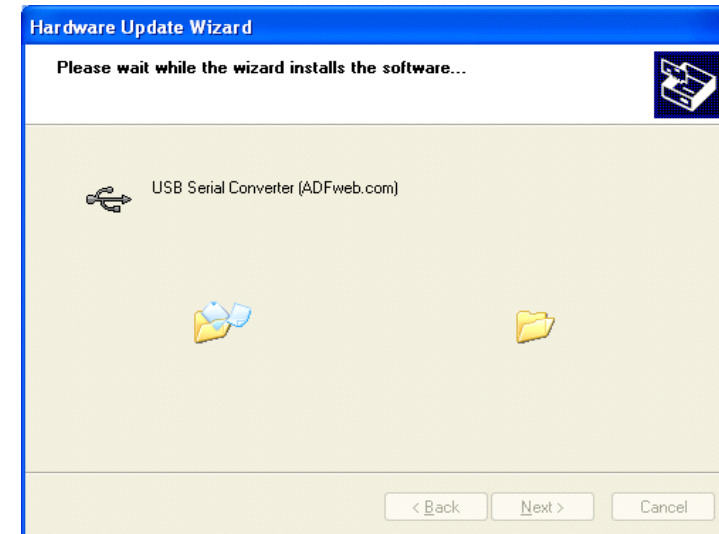 Hardware Update Wizard
Please wait while the wizard installs the software...
USB Serial Converter (ADFweb.com)
< Back Next > Cancel